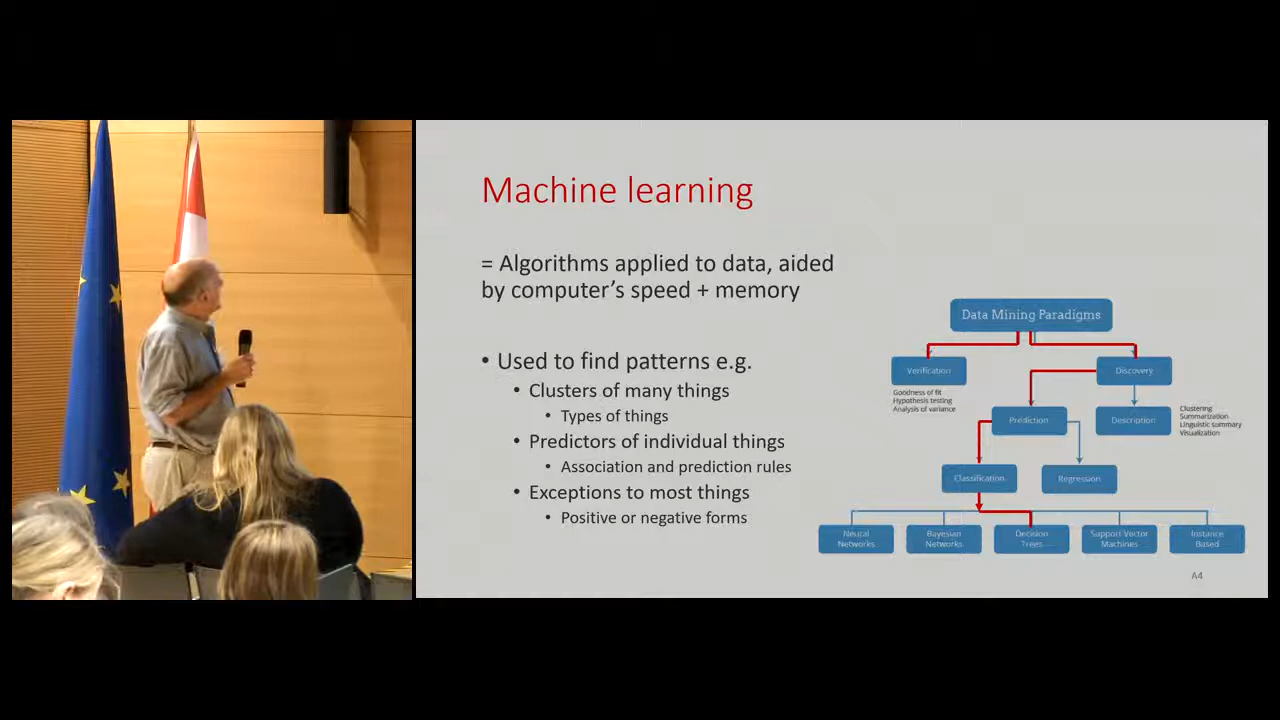 Machine learning
= Algorithms applied to data, aided
by computer’s speed + memory
• Used to find patterns e.g.
• Clusters of many things
• Types of things
• Predictors of individual things
• Association and prediction rules
• Exceptions to most things
• Positive or negative forms
Data Mining Paradigms
Verification
Discovery
Goodness of fit
Hypothesis testing
Analysis of variance
Prediction
Description
Clustering
Summarization
Linguistic summary
Visualization
Classification
Regression
Neural
Networks
Bayesian
Networks
Decision
Trees
Support Vector
Machines
Instance
Based
A4